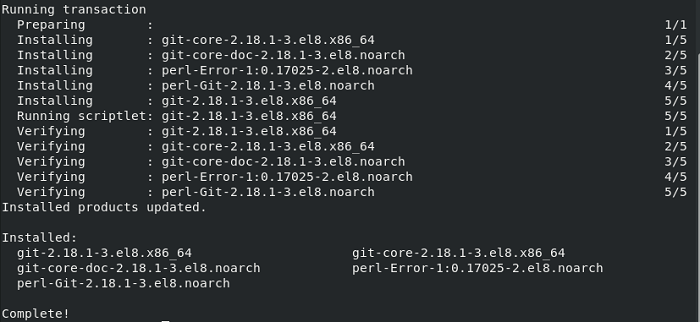 Running transaction
  Preparing        :                                                        1/1
  Installing       : git-core-2.18.1-3.el8.x86_64                           1/5
  Installing       : git-core-doc-2.18.1-3.el8.noarch                       2/5
  Installing       : perl-Error-1:0.17025-2.el8.noarch                      3/5
  Installing       : perl-Git-2.18.1-3.el8.noarch                           4/5
  Installing       : git-2.18.1-3.el8.x86_64                                5/5
  Running scriptlet: git-2.18.1-3.el8.x86_64                                5/5
  Verifying        : git-2.18.1-3.el8.x86_64                                1/5
  Verifying        : git-core-2.18.1-3.el8.x86_64                           2/5
  Verifying        : git-core-doc-2.18.1-3.el8.noarch                       3/5
  Verifying        : perl-Error-1:0.17025-2.el8.noarch                      4/5
  Verifying        : perl-Git-2.18.1-3.el8.noarch                           5/5
Installed products updated.

Installed:
  git-2.18.1-3.el8.x86_64                   git-core-2.18.1-3.el8.x86_64
  git-core-doc-2.18.1-3.el8.noarch          perl-Error-1:0.17025-2.el8.noarch
  perl-Git-2.18.1-3.el8.noarch

Complete!